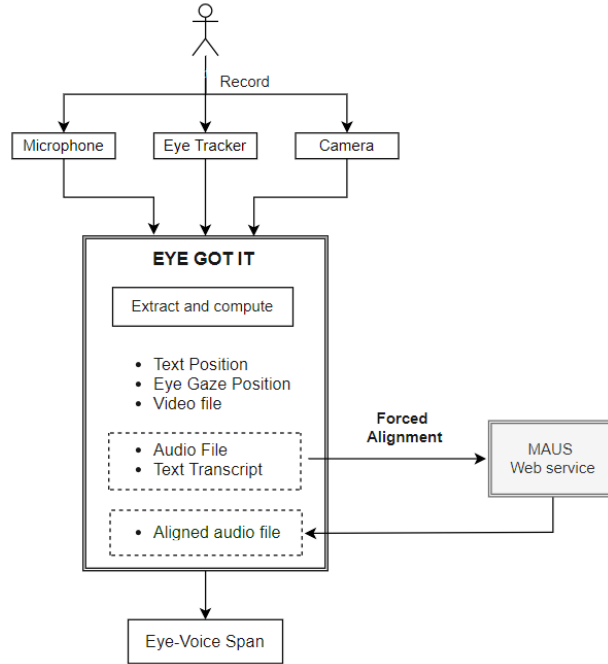 Record
Microphone
Eye Tracker
Camera
EYE GOT IT
Extract and compute
• Text Position
• Eye Gaze Position
• Video file
• Audio File
• Text Transcript
Forced
Alignment
MAUS
Web service
• Aligned audio file
Eye-Voice Span